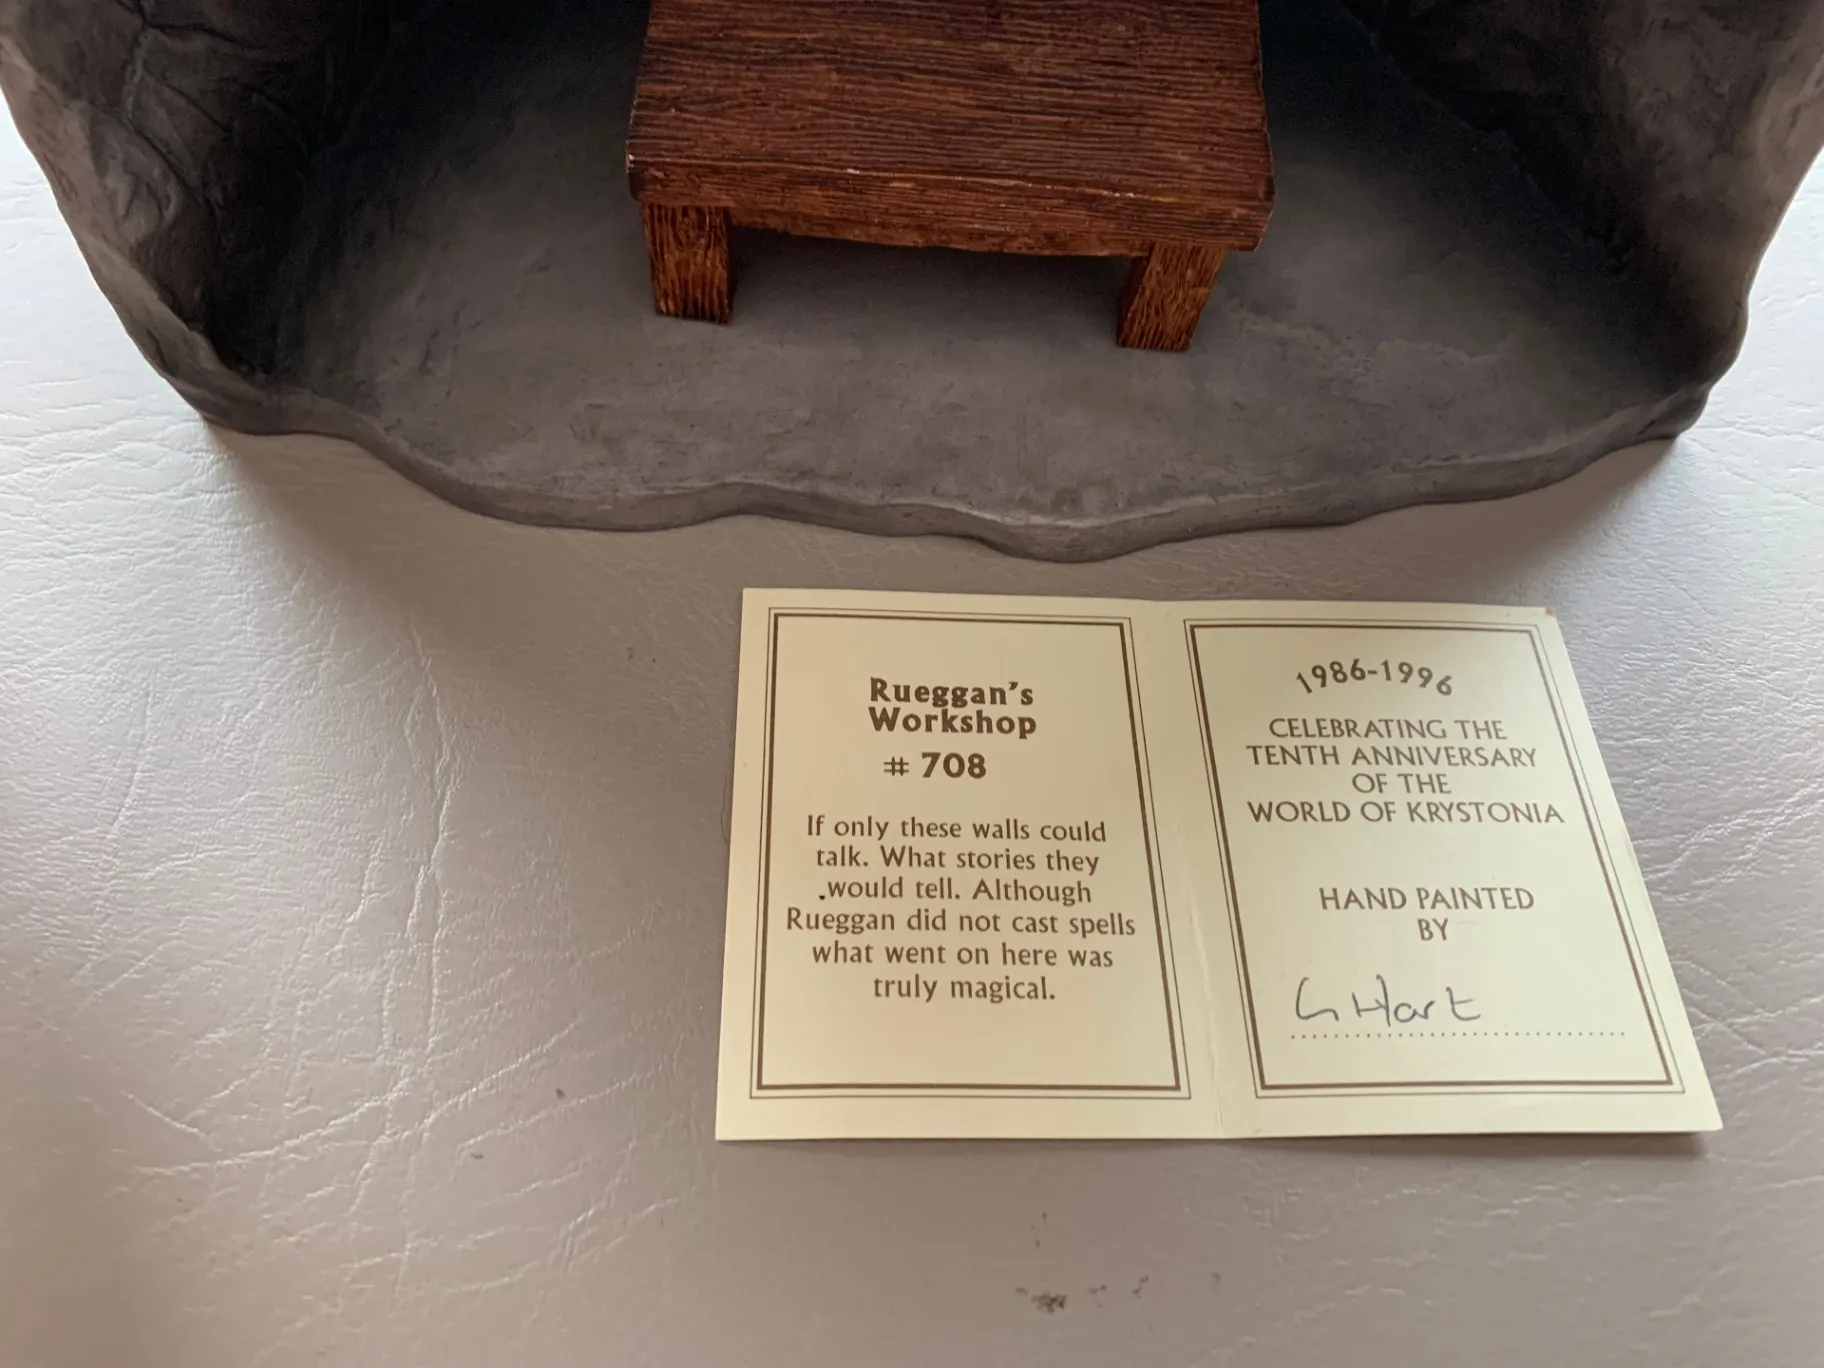 Rueggan's
Workshop
# 708
If only these walls could
talk. What stories they
would tell. Although
Rueggan did not cast spells
what went on here was
truly magical.
1986-1996
CELEBRATING THE
TENTH ANNIVERSARY
OF THE
WORLD OF KRYSTONIA
HAND PAINTED
BY
G Hart